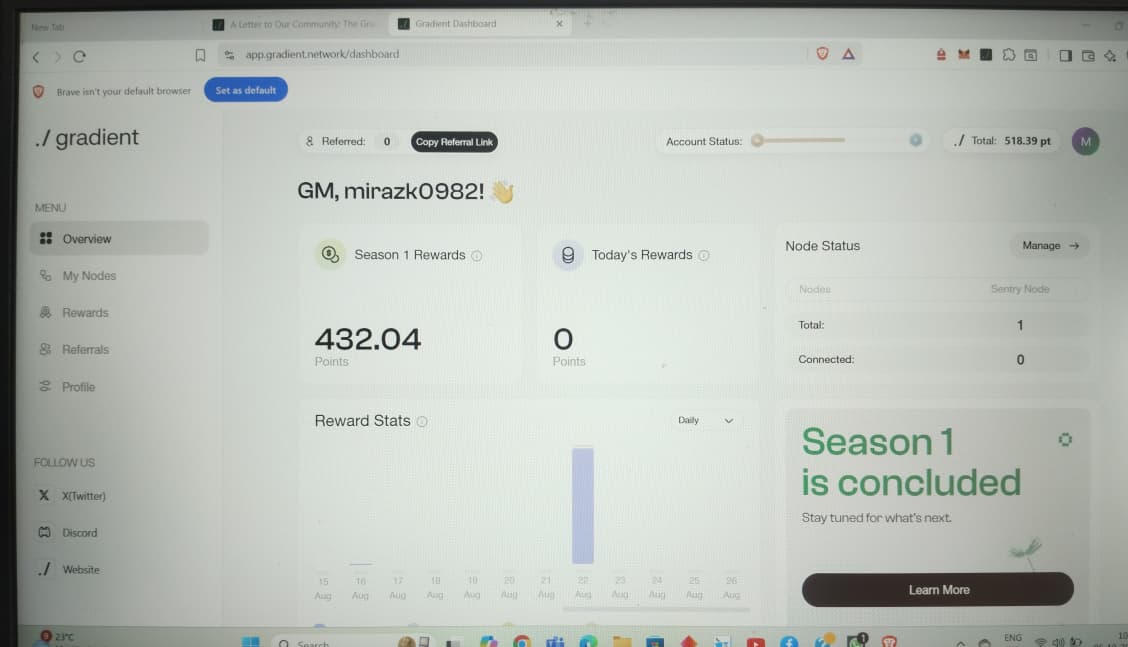 New Tab
A Letter to Our Community: The Gra
Gradient Dashboard
app.gradient.network/dashboard
Brave isn't your default browser
Set as default
./ gradient
Referred: 0
Copy Referral Link
Account Status:
./ Total: 518.39 pt
M
GM, mirazk0982! 👋
MENU
Overview
My Nodes
Rewards
Referrals
Profile
FOLLOW US
X(Twitter)
Discord
Website
Season 1 Rewards
432.04
Points
Today's Rewards
0
Points
Node Status
Manage →
Nodes Sentry Node
Total: 1
Connected: 0
Reward Stats
Daily
15 16 17 18 19 20 21 22 23 24 25 26
Aug Aug Aug Aug Aug Aug Aug Aug Aug Aug Aug Aug
Season 1
is concluded
Stay tuned for what's next.
Learn More
9
23°C
Search
1
ENG